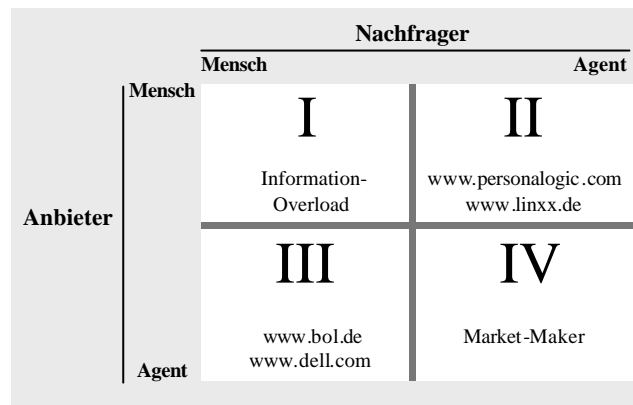 Nachfrager
Mensch Agent
Mensch
Anbieter
Agent
I
Information-
Overload
II
www.personalogic.com
www.linxx.de
III
www.bol.de
www.dell.com
IV
Market-Maker